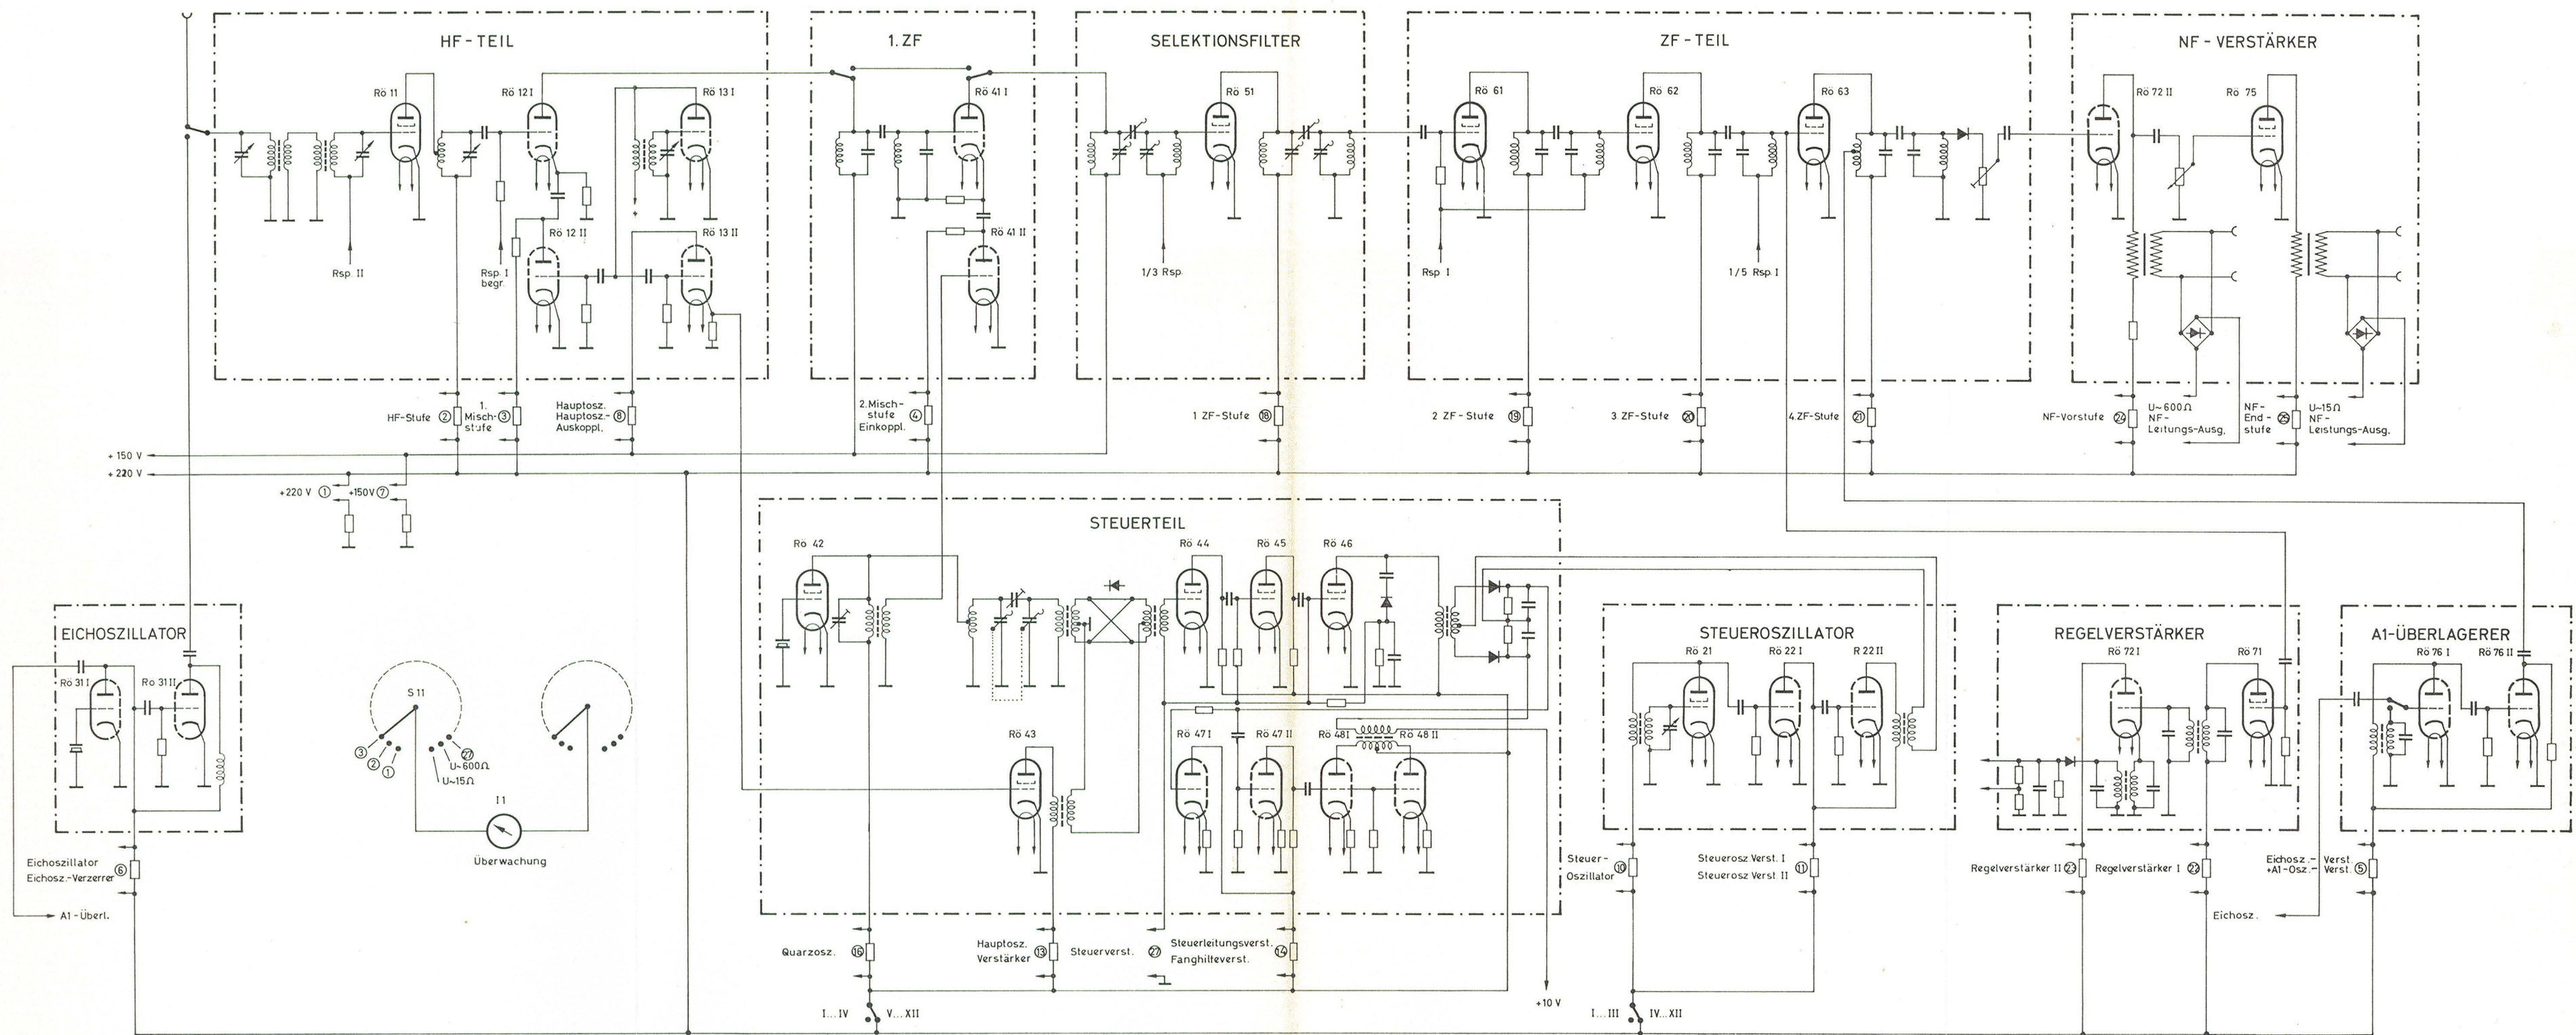 HF-TEIL
1. ZF
SELEKTIONSFILTER
ZF-TEIL
NF-VERSTÄRKER
Rö 11
Rö 12 I
Rö 13 I
Rö 41 I
Rö 51
Rö 61
Rö 62
Rö 63
Rö 72 II
Rö 75
+
Rö 12 II
Rö 13 II
Rö 41 II
Rsp. II
Rsp. I
begr.
1/3 Rsp.
Rsp I
1/5 Rsp. I
HF-Stufe ②
1.
Misch-③
stufe
Hauptosz.
Hauptosz.-⑧
Auskoppl.
2.Misch-
stufe ④
Einkoppl.
1 ZF-Stufe ⑱
2 ZF-Stufe ⑲
3.ZF-Stufe ⑳
4.ZF-Stufe ㉑
NF-Vorstufe ㉔
U~600Ω
NF-
Leitungs-Ausg.
NF-
End-
stufe ㉕
U~15Ω
NF-
Leistungs-Ausg.
+ 150 V
+ 220 V
+220 V ①
+150V ⑦
STEUERTEIL
Rö 42
Rö 44
Rö 45
Rö 46
EICHOSZILLATOR
Rö 31 I
Rö 31 II
S 11
③
②
①
㉗
U~600Ω
U~15Ω
I1
Überwachung
Rö 43
Rö 47 I
Rö 47 II
Rö 48I
Rö 48 II
STEUEROSZILLATOR
Rö 21
Rö 22 I
R 22 II
REGELVERSTÄRKER
Rö 72 I
Rö 71
A1-ÜBERLAGERER
Rö 76 I
Rö 76 II
Eichoszillator
Eichosz.-Verzerrer ⑥
A1-Überl.
Quarzosz. ⑯
Hauptosz.
Verstärker ⑬
Steuerverst. ㉗
Steuerleitungsverst.
Fanghilfeverst. ⑭
Steuer-
Oszillator ⑩
Steuerosz Verst. I
Steuerosz Verst. II ⑪
Regelverstärker II ㉓
Regelverstärker I ㉒
Eichosz.- Verst.
+A1-Osz.- Verst. ⑤
Eichosz.
+10 V
I...IV
V...XII
I...III
IV...XII